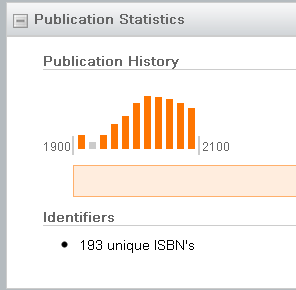 Publication Statistics
Publication History
1900 2100
Identifiers
• 193 unique ISBN's